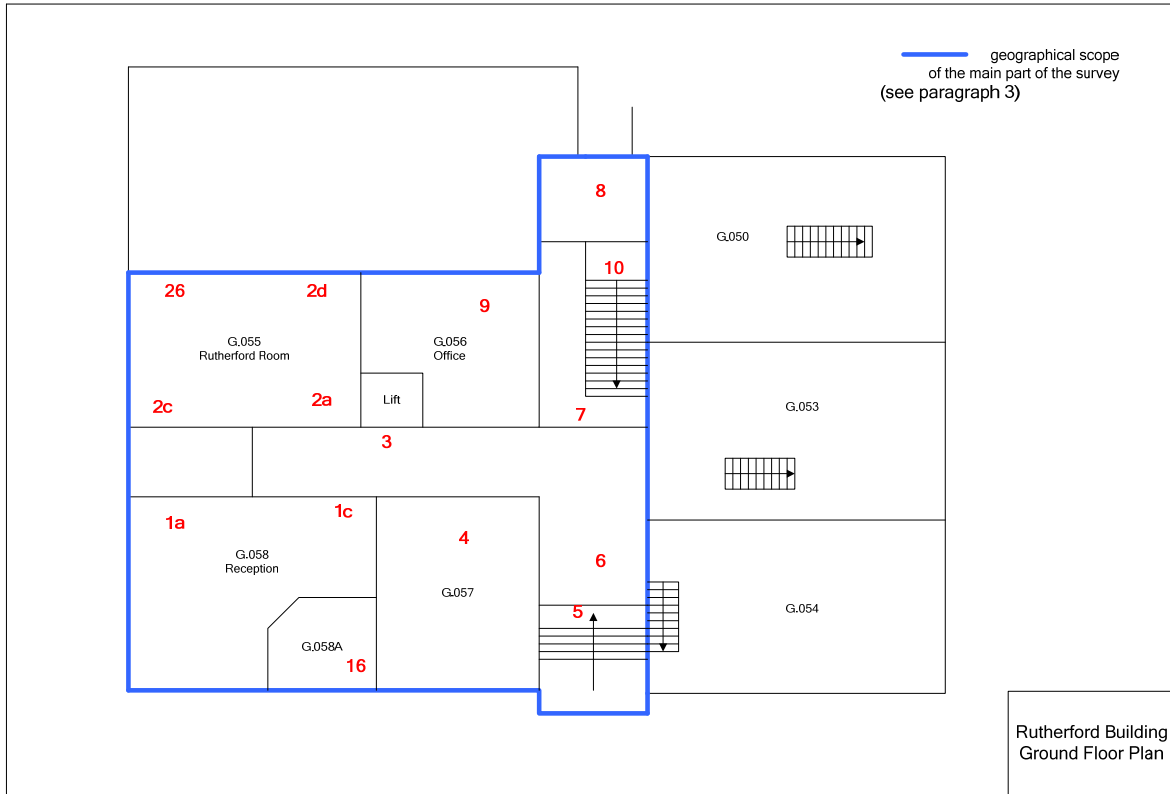 geographical scope
of the main part of the survey
(see paragraph 3)
8
G.050
10
26
2d
9
G.055
Rutherford Room
G.056
Office
2c
2a
Lift
7
G.053
3
1a
1c
4
G.058
Reception
6
G.057
5
G.054
G.058A
16
Rutherford Building
Ground Floor Plan